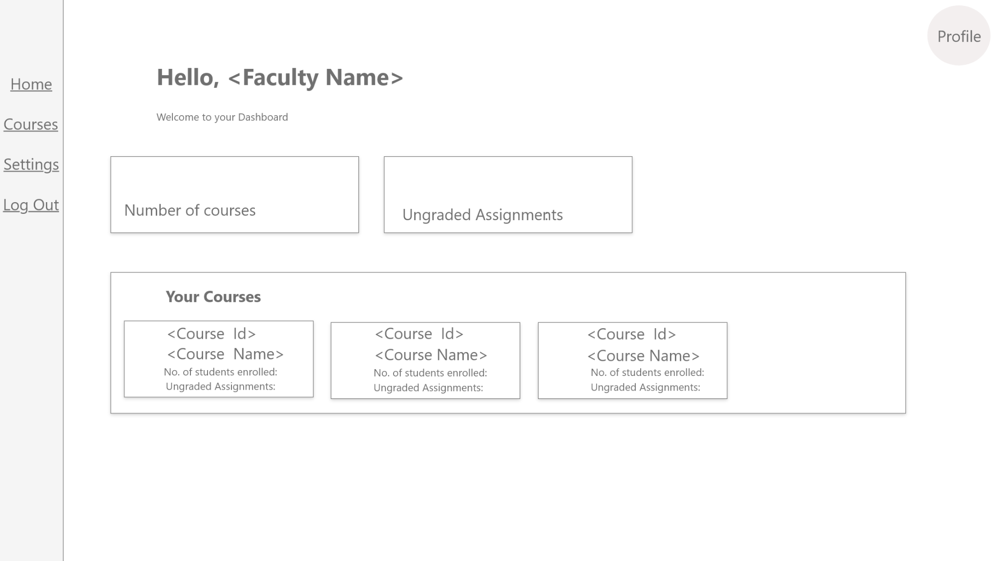 Profile
Home
Courses
Settings
Log Out
Hello, <Faculty Name>
Welcome to your Dashboard
Number of courses
Ungraded Assignments
Your Courses
<Course  Id>
<Course  Name>
No. of students enrolled:
Ungraded Assignments:
<Course  Id>
<Course Name>
No. of students enrolled:
Ungraded Assignments:
<Course  Id>
<Course Name>
No. of students enrolled:
Ungraded Assignments: